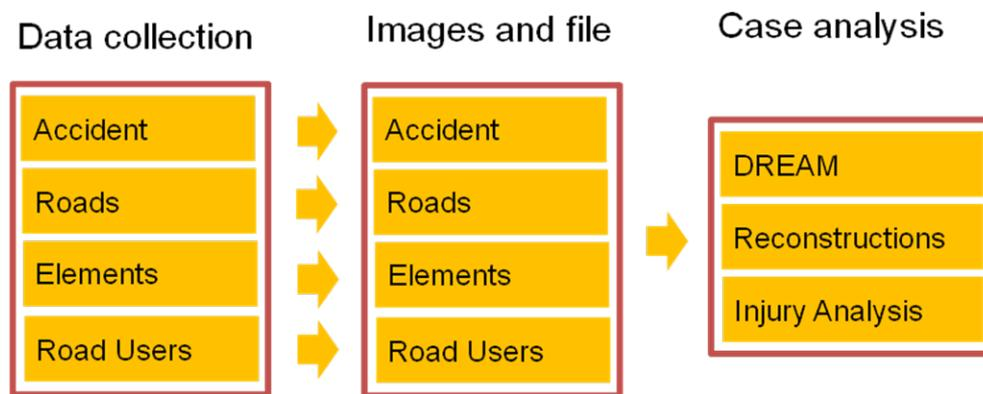 Data collection
Accident
Roads
Elements
Road Users
Images and file
Accident
Roads
Elements
Road Users
Case analysis
DREAM
Reconstructions
Injury Analysis